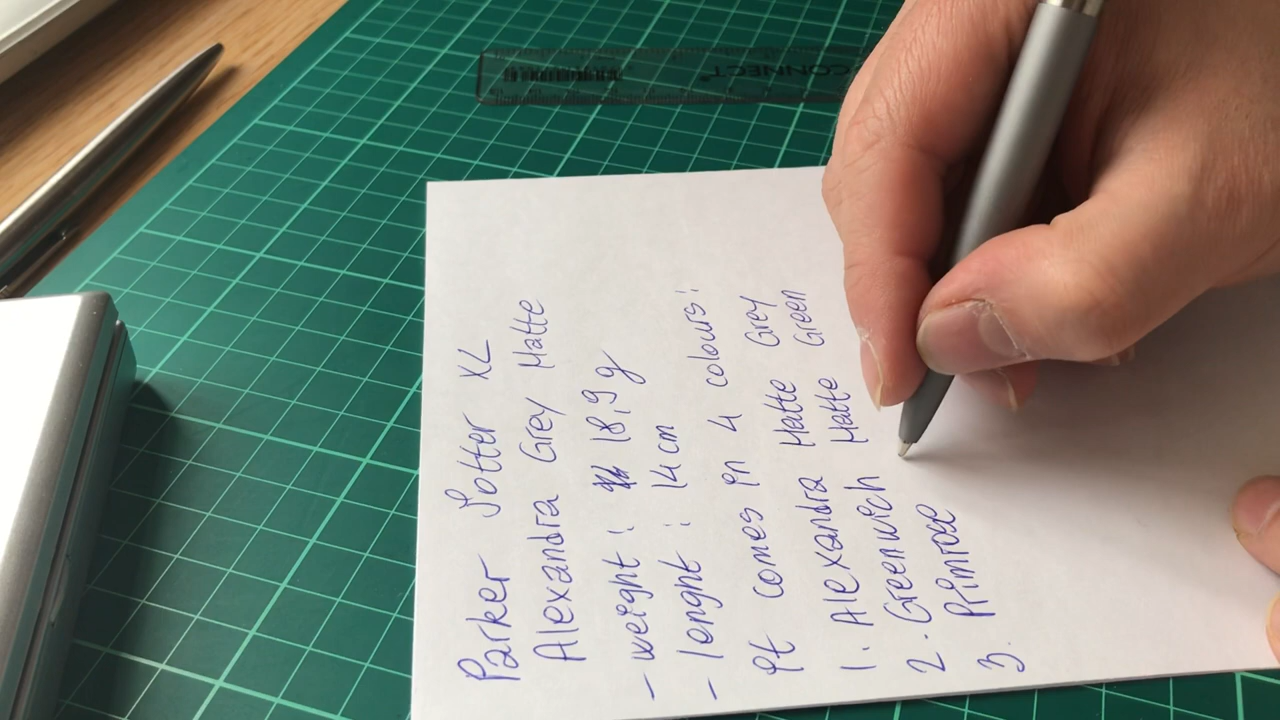 Parker Jotter XL
Alexandra Grey Matte
- weight : 18,9 g
- lenght : 14 cm
It comes in 4 colours:
1. Alexandra Matte Grey
2. Greenwich Matte Green
3. Primrose
CONNECT